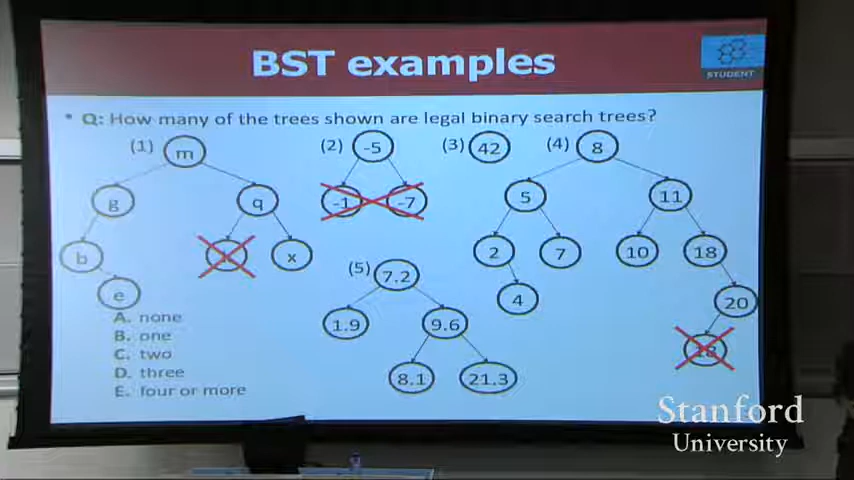 BST examples
STUDENT
• Q: How many of the trees shown are legal binary search trees?
(1) m
g q
b x
e
(2) -5
-1 -7
(3) 42
(4) 8
5 11
2 7 10 18
4 20
18
(5) 7.2
1.9 9.6
8.1 21.3
A. none
B. one
C. two
D. three
E. four or more
Stanford
University